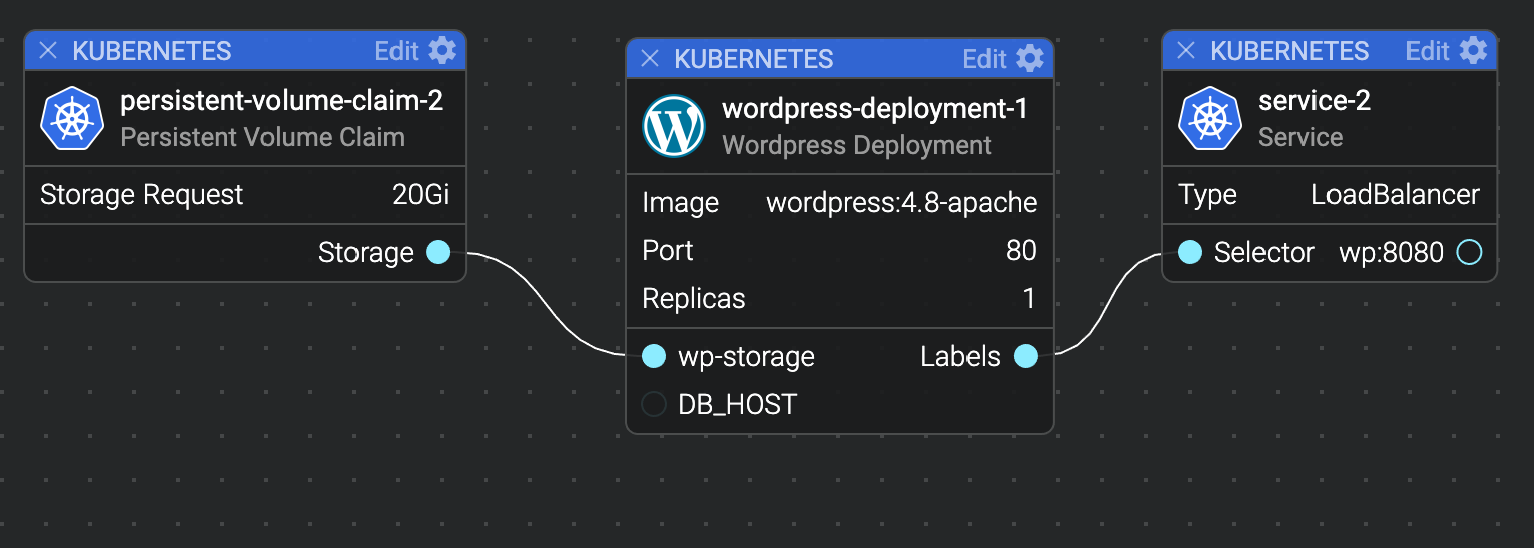 KUBERNETES Edit
persistent-volume-claim-2
Persistent Volume Claim
Storage Request 20Gi
Storage
KUBERNETES Edit
wordpress-deployment-1
Wordpress Deployment
Image wordpress:4.8-apache
Port 80
Replicas 1
wp-storage Labels
DB_HOST
KUBERNETES Edit
service-2
Service
Type LoadBalancer
Selector wp:8080